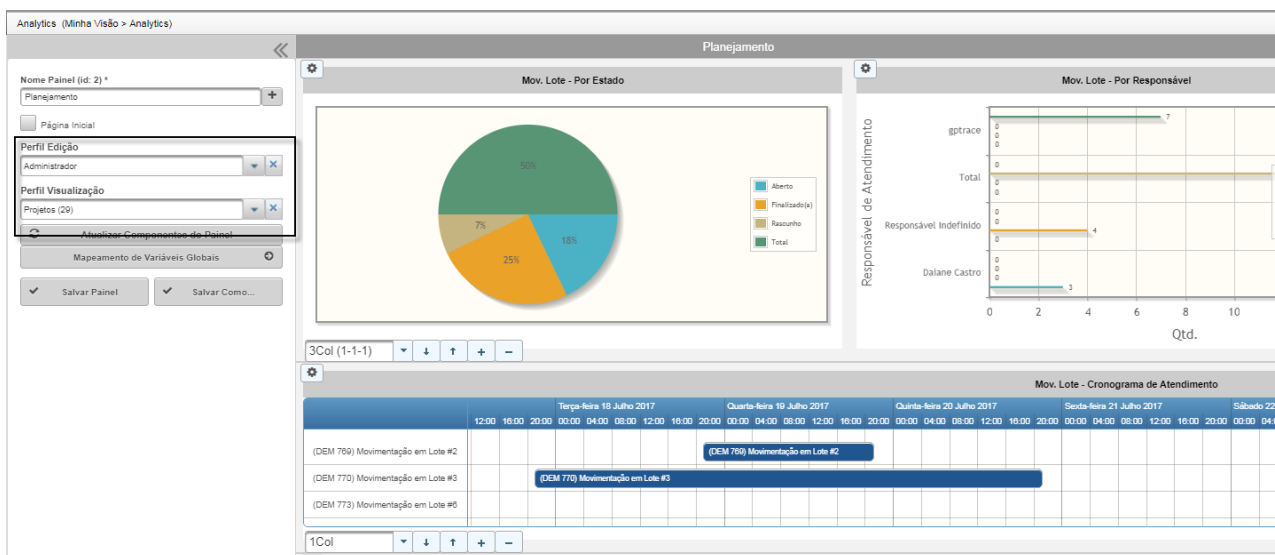 Analytics (Minha Visão > Analytics)
Nome Painel (id: 2) *
Planejamento
Página Inicial
Perfil Edição
Administrador
Perfil Visualização
Projetos (29)
Atualizar Componentes do Painel
Mapeamento de Variáveis Globais
Salvar Painel
Salvar Como...
Planejamento
Mov. Lote - Por Estado
50%
7%
18%
25%
Aberto
Finalizado(a)
Rascunho
Total
3Col (1-1-1)
Mov. Lote - Por Responsável
Responsável de Atendimento
gptrace
7
0
0
0
Total
0
0
0
Responsável Indefinido
0
0
4
0
Daiane Castro
0
0
0
3
0 2 4 6 8 10
Qtd.
Mov. Lote - Cronograma de Atendimento
Terça-feira 18 Julho 2017 Quarta-feira 19 Julho 2017 Quinta-feira 20 Julho 2017 Sexta-feira 21 Julho 2017 Sábado 22
12:00 16:00 20:00 00:00 04:00 08:00 12:00 16:00 20:00 00:00 04:00 08:00 12:00 16:00 20:00 00:00 04:00 08:00 12:00 16:00 20:00 00:00 04:00 08:00 12:00 16:00 20:00 00:00
(DEM 769) Movimentação em Lote #2 (DEM 769) Movimentação em Lote #2
(DEM 770) Movimentação em Lote #3 (DEM 770) Movimentação em Lote #3
(DEM 773) Movimentação em Lote #6
1Col